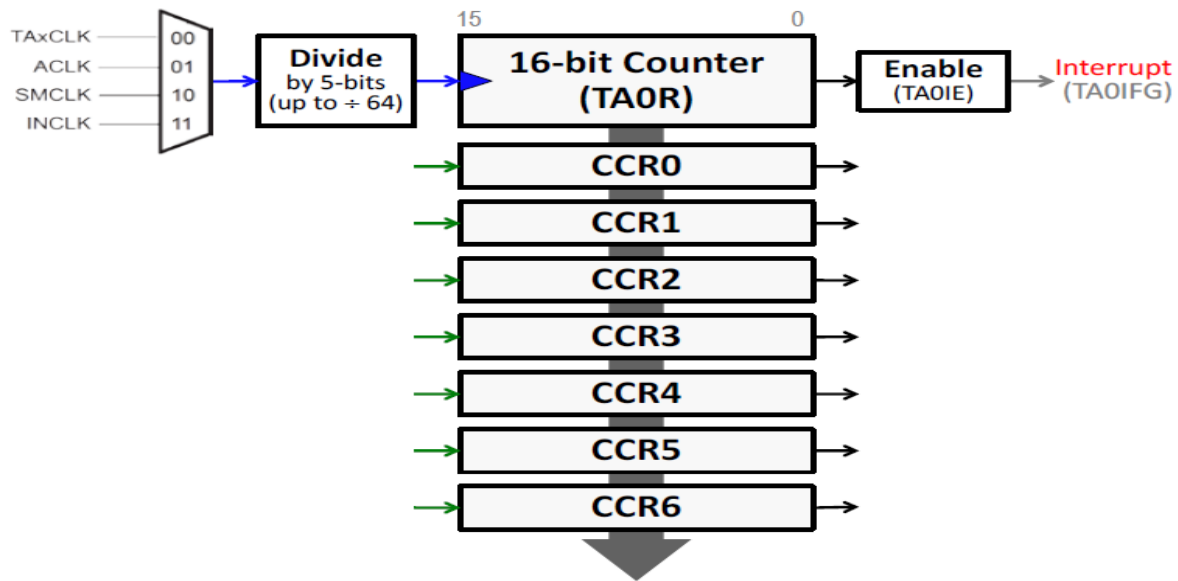 15
0
TAxCLK
00
ACLK
01
SMCLK
10
INCLK
11
Divide
by 5-bits
(up to ÷ 64)
16-bit Counter
(TA0R)
Enable
(TA0IE)
Interrupt
(TA0IFG)
CCR0
CCR1
CCR2
CCR3
CCR4
CCR5
CCR6